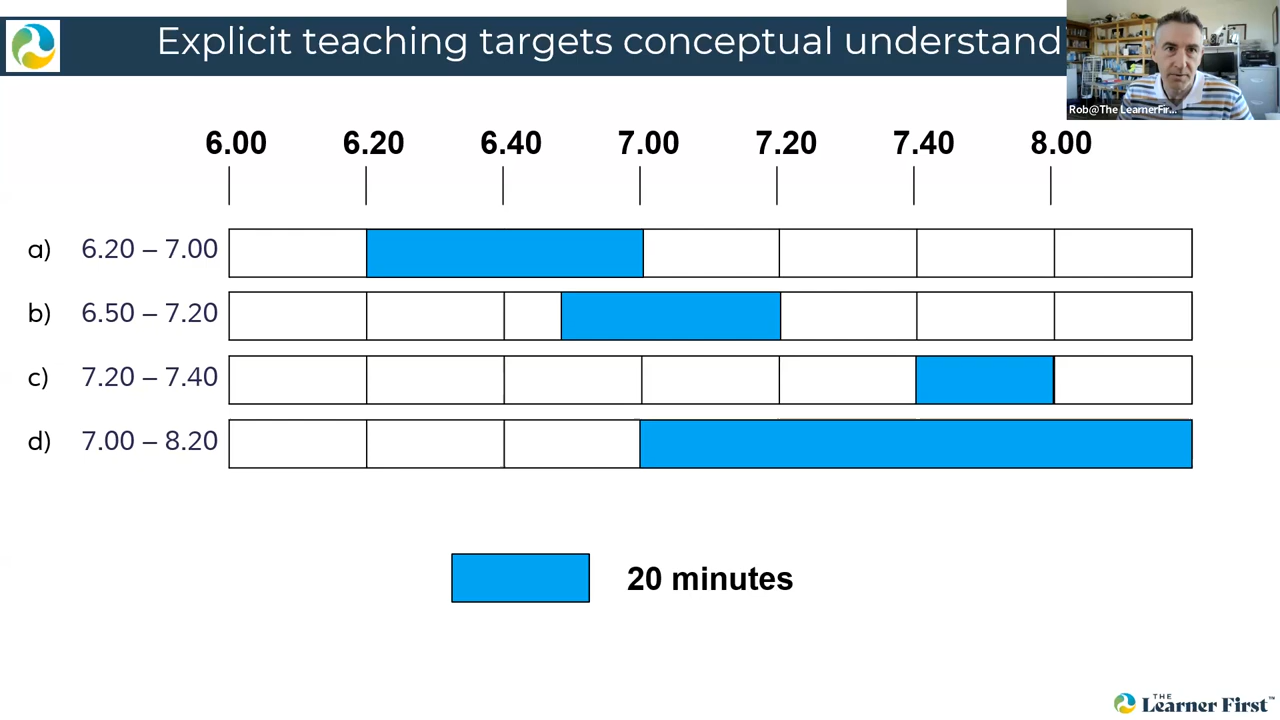 Explicit teaching targets conceptual understand
Rob@The LearnerFir...
6.00 6.20 6.40 7.00 7.20 7.40 8.00
a) 6.20 – 7.00
b) 6.50 – 7.20
c) 7.20 – 7.40
d) 7.00 – 8.20
20 minutes
THE
Learner First™